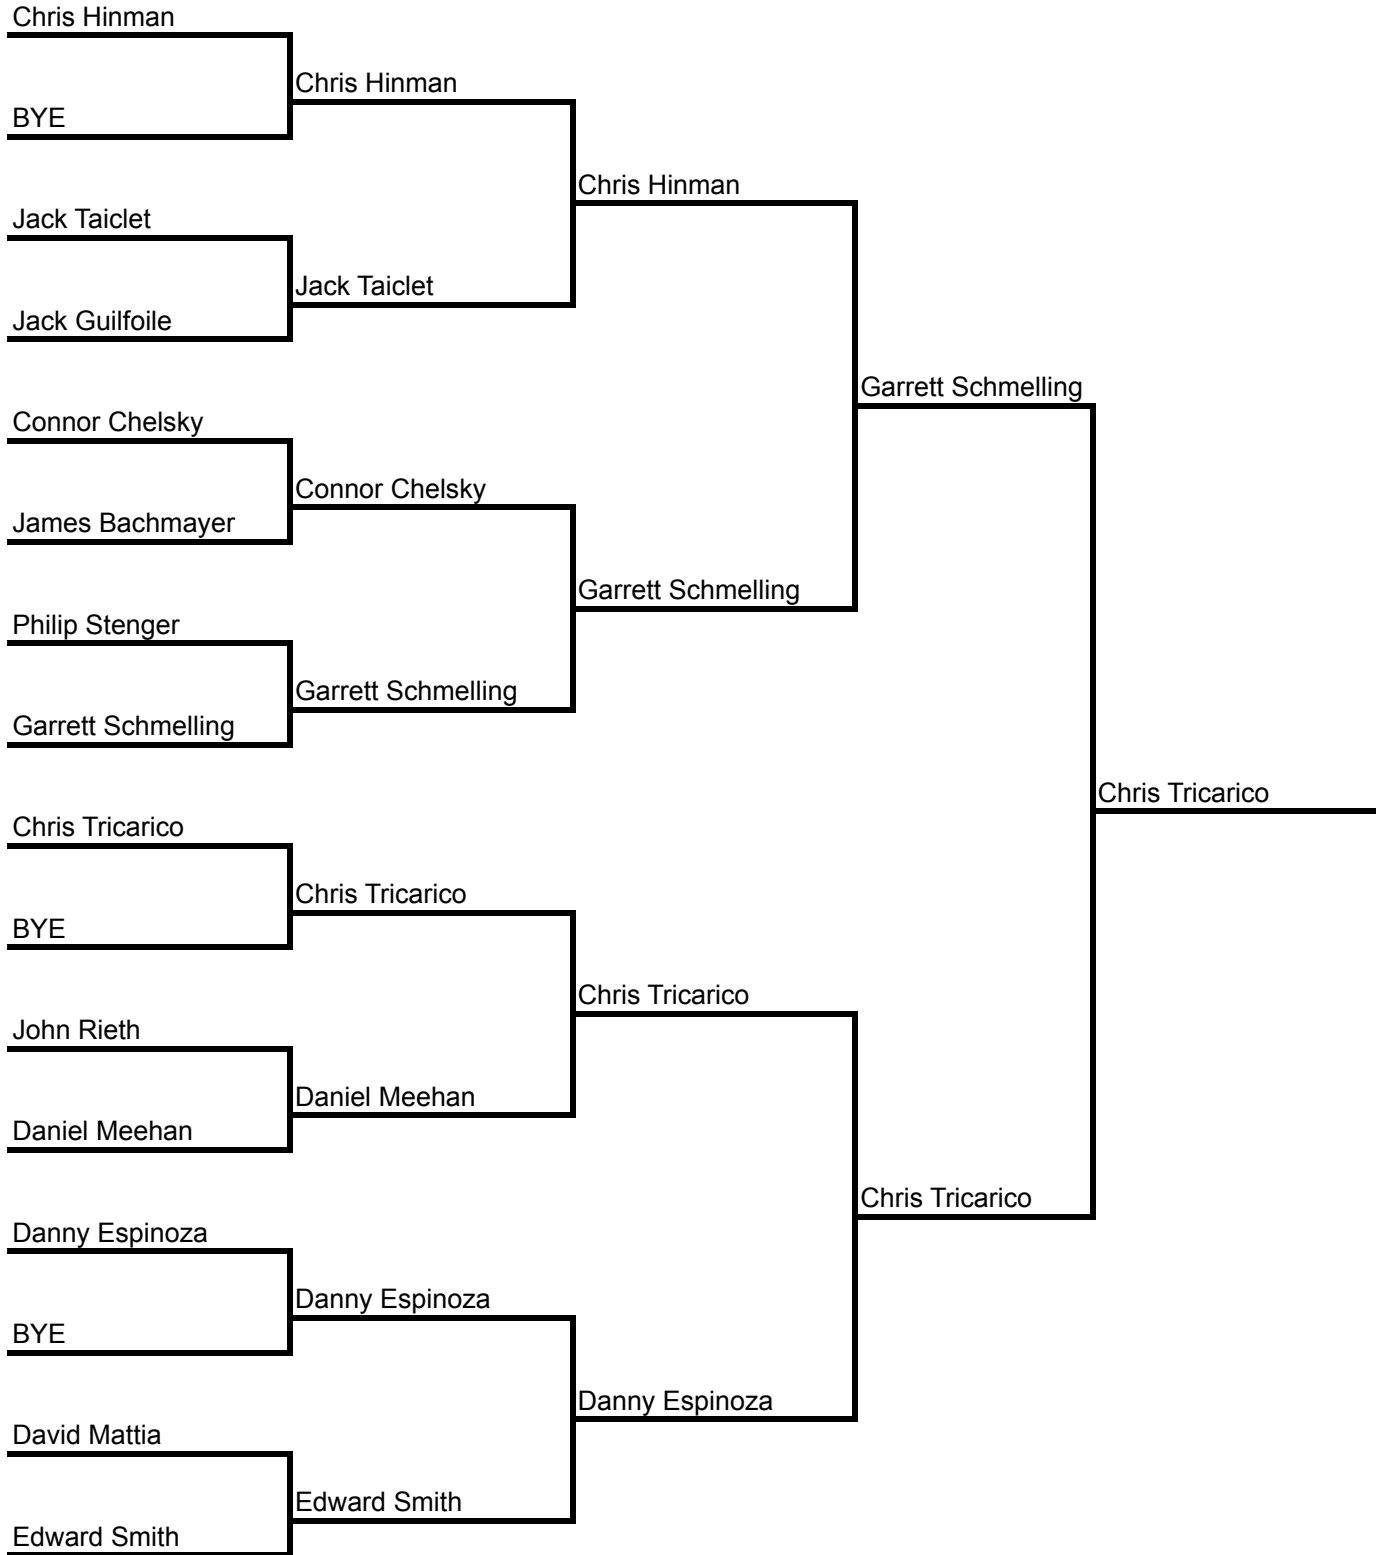 Chris Hinman
BYE
Jack Taiclet
Jack Guilfoile
Connor Chelsky
James Bachmayer
Philip Stenger
Garrett Schmelling
Chris Tricarico
BYE
John Rieth
Daniel Meehan
Danny Espinoza
BYE
David Mattia
Edward Smith
Chris Hinman
Jack Taiclet
Connor Chelsky
Garrett Schmelling
Chris Tricarico
Daniel Meehan
Danny Espinoza
Edward Smith
Chris Hinman
Garrett Schmelling
Chris Tricarico
Danny Espinoza
Garrett Schmelling
Chris Tricarico
Chris Tricarico